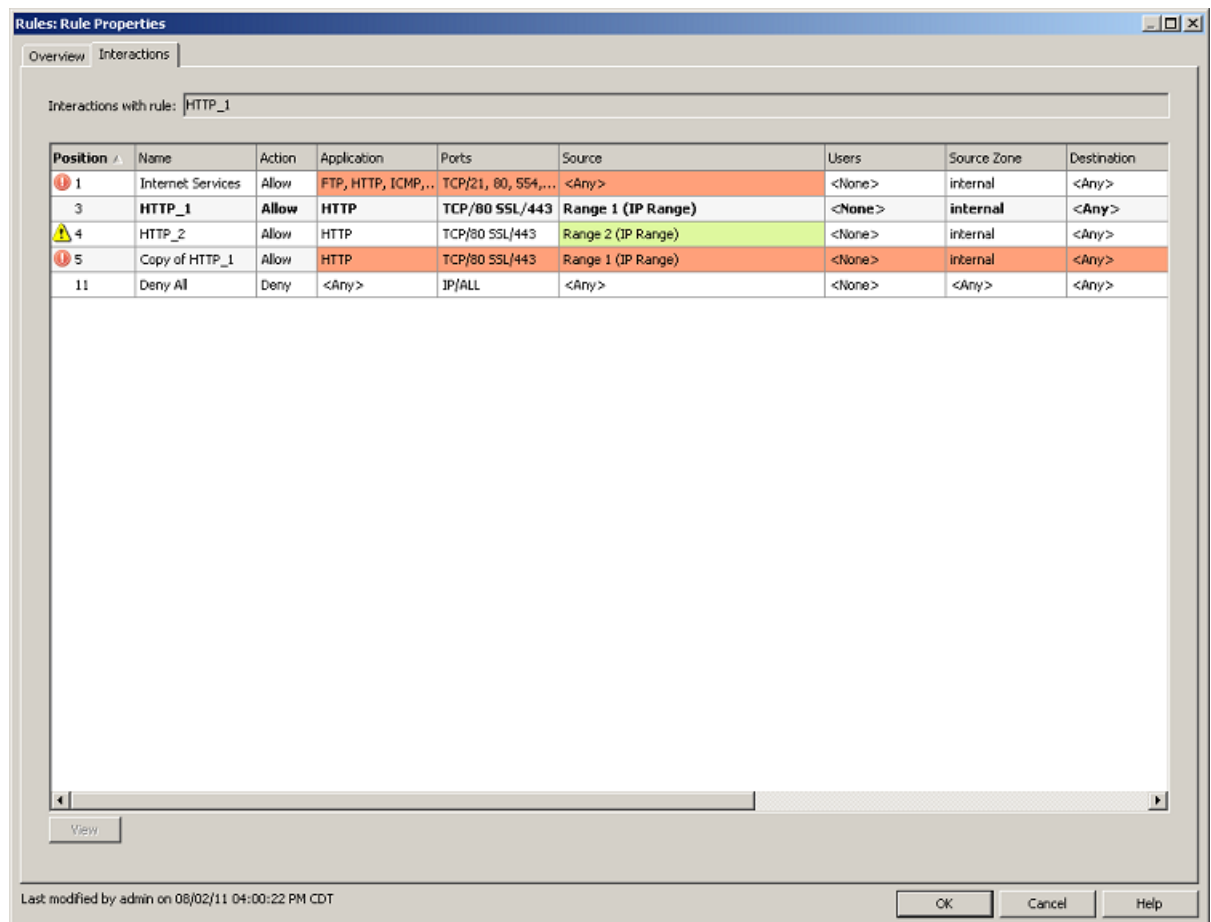 Rules: Rule Properties
Overview Interactions
Interactions with rule: HTTP_1
Position Name Action Application Ports Source Users Source Zone Destination
1 Internet Services Allow FTP, HTTP, ICMP,... TCP/21, 80, 554,... <Any> <None> internal <Any>
3 HTTP_1 Allow HTTP TCP/80 SSL/443 Range 1 (IP Range) <None> internal <Any>
4 HTTP_2 Allow HTTP TCP/80 SSL/443 Range 2 (IP Range) <None> internal <Any>
5 Copy of HTTP_1 Allow HTTP TCP/80 SSL/443 Range 1 (IP Range) <None> internal <Any>
11 Deny All Deny <Any> IP/ALL <Any> <None> <Any> <Any>
View
Last modified by admin on 08/02/11 04:00:22 PM CDT
OK Cancel Help